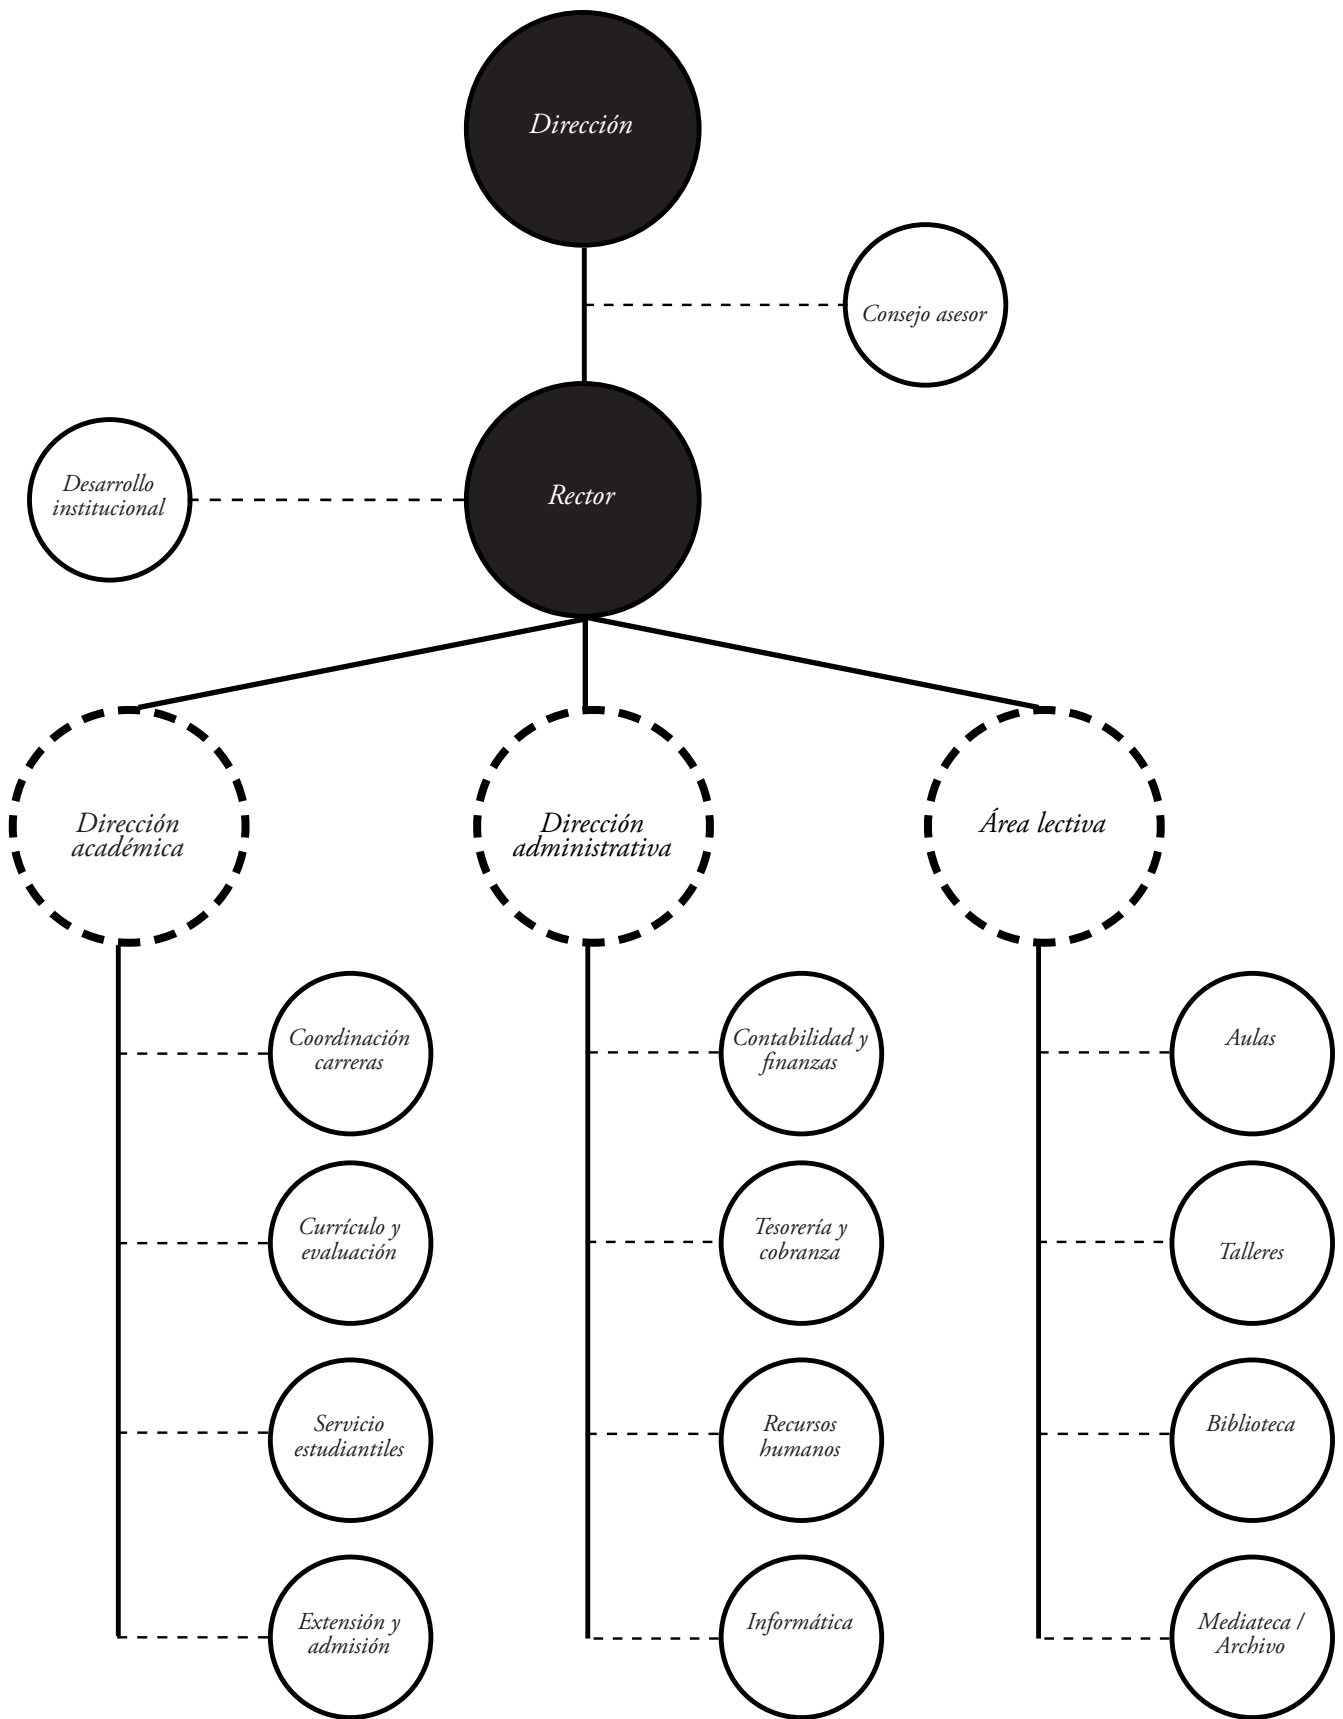 Dirección
Consejo asesor
Desarrollo
institucional
Rector
Dirección
académica
Dirección
administrativa
Área lectiva
Coordinación
carreras
Contabilidad y
finanzas
Aulas
Currículo y
evaluación
Tesorería y
cobranza
Talleres
Servicio
estudiantiles
Recursos
humanos
Biblioteca
Extensión y
admisión
Informática
Mediateca /
Archivo